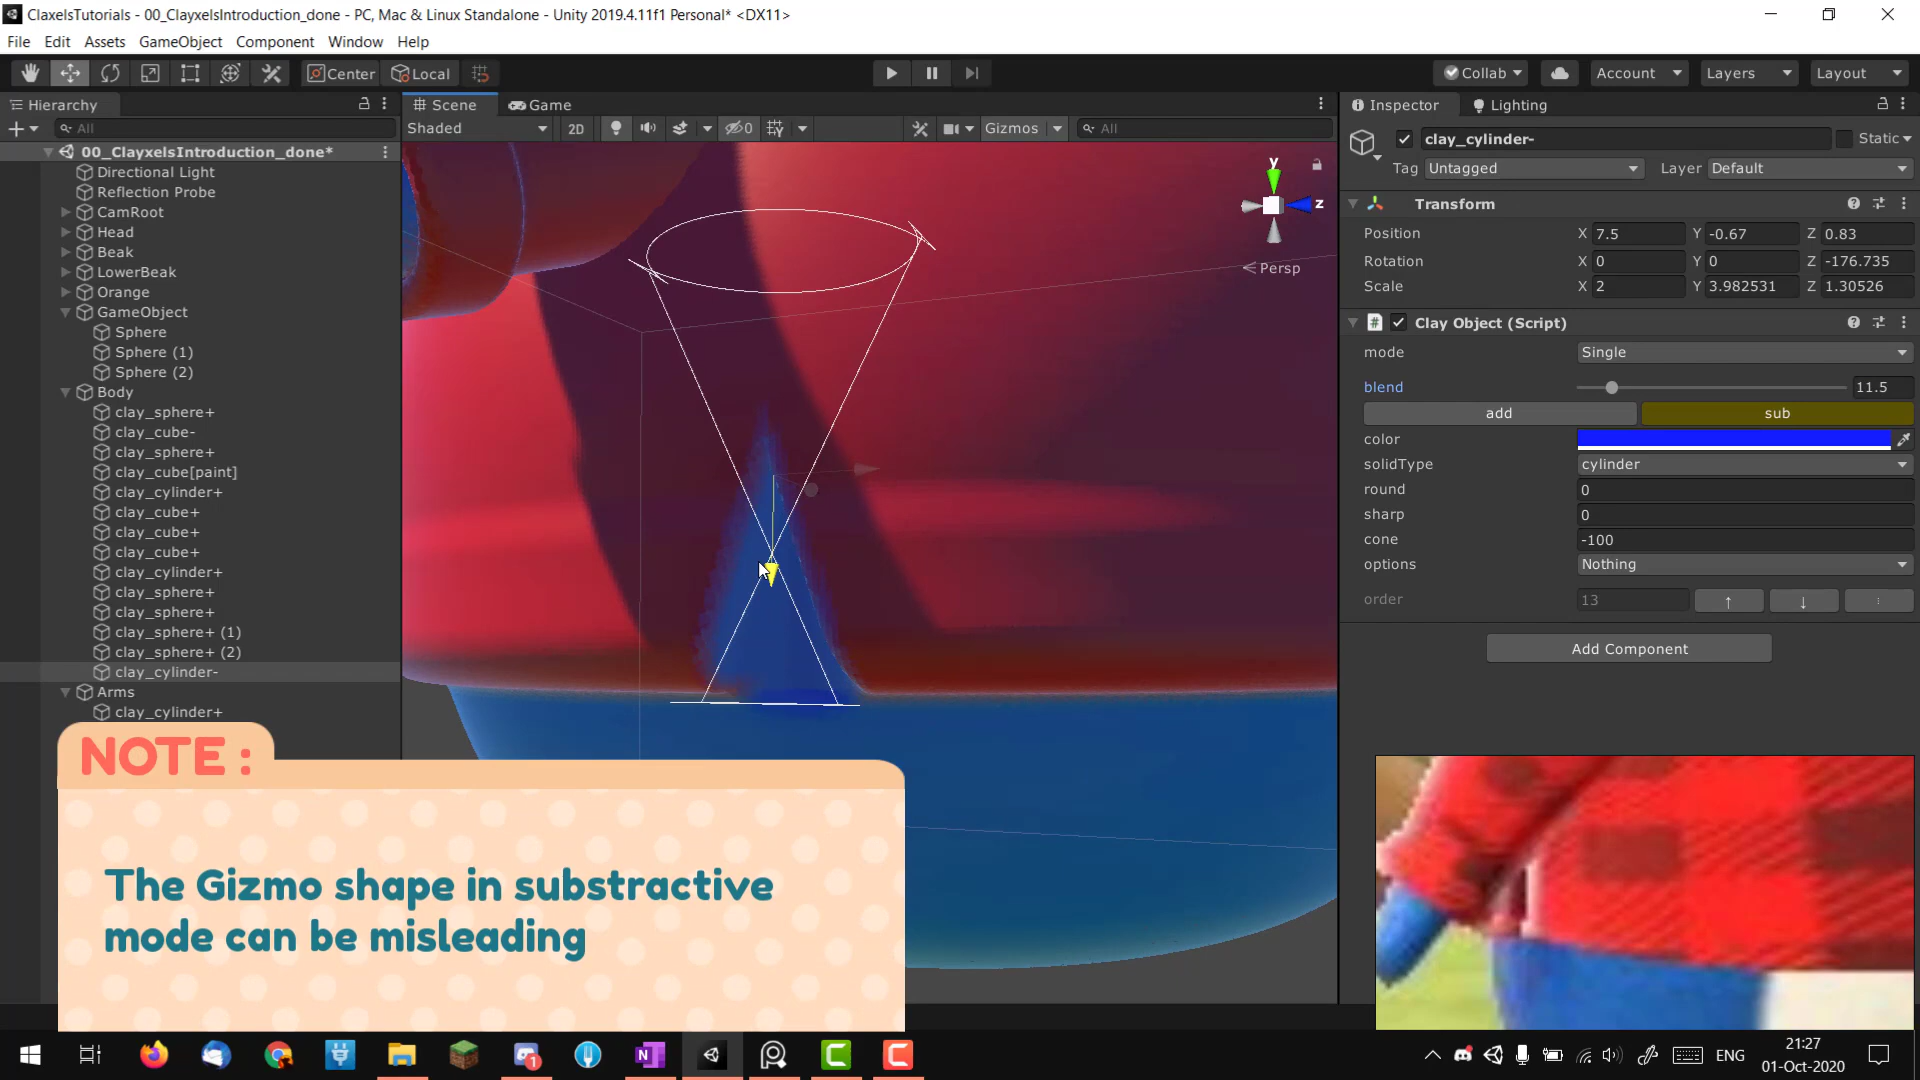 ClaxelsTutorials - 00_ClayxelsIntroduction_done - PC, Mac & Linux Standalone - Unity 2019.4.11f1 Personal* <DX11>
File Edit Assets GameObject Component Window Help
Center Local Collab Account Layers Layout
Hierarchy
All
00_ClayxelsIntroduction_done*
Directional Light
Reflection Probe
CamRoot
Head
Beak
LowerBeak
Orange
GameObject
Sphere
Sphere (1)
Sphere (2)
Body
clay_sphere+
clay_cube-
clay_sphere+
clay_cube[paint]
clay_cylinder+
clay_cube+
clay_cube+
clay_cube+
clay_cylinder+
clay_sphere+
clay_sphere+
clay_sphere+ (1)
clay_sphere+ (2)
clay_cylinder-
Arms
clay_cylinder+
Scene Game
Shaded 2D 0 Gizmos All
y
z
Persp
Inspector Lighting
clay_cylinder- Static
Tag Untagged Layer Default
Transform
Position X 7.5 Y -0.67 Z 0.83
Rotation X 0 Y 0 Z -176.735
Scale X 2 Y 3.982531 Z 1.30526
Clay Object (Script)
mode Single
blend 11.5
add sub
color
solidType cylinder
round 0
sharp 0
cone -100
options Nothing
order 13 ↑ ↓
Add Component
NOTE :
The Gizmo shape in substractive
mode can be misleading
ENG
21:27
01-Oct-2020